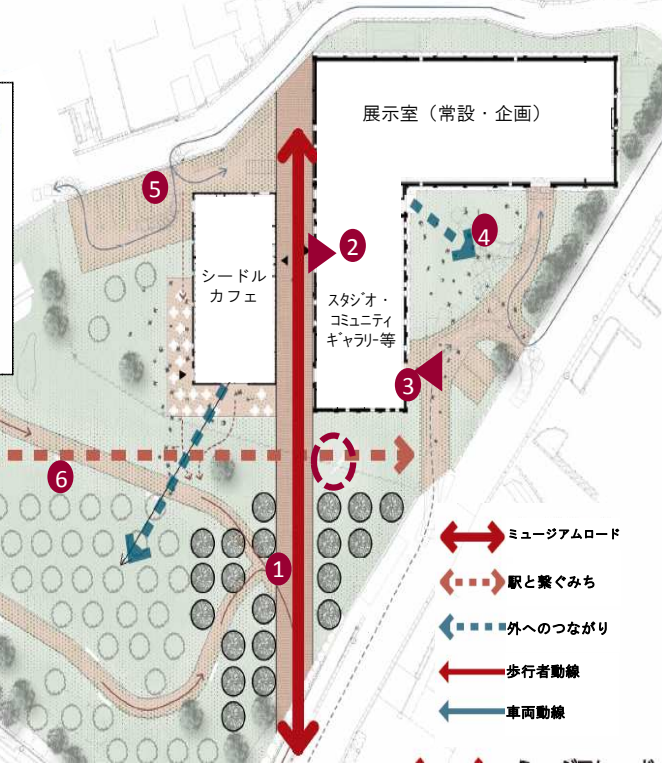 展示室（常設・企画）
5
2
4
シードル
カフェ
スタジオ・
コミュニティ
ギャラリー等
3
6
1
ミュージアムロード
駅と繋ぐみち
外へのつながり
歩行者動線
車両動線